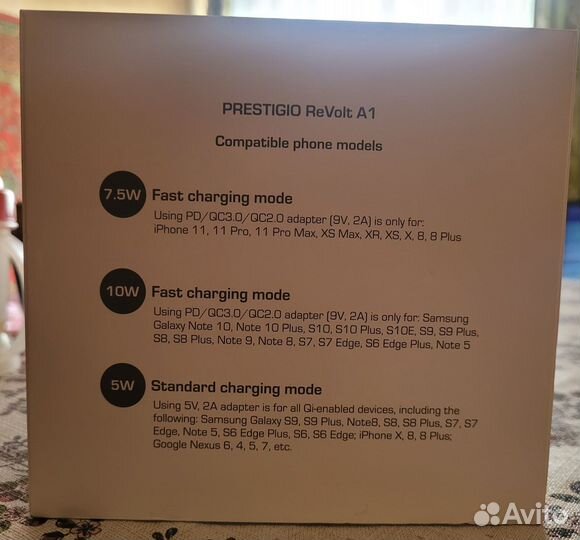 PRESTIGIO ReVolt A1
Compatible phone models
7.5W Fast charging mode
Using PD/QC3.0/QC2.0 adapter (9V, 2A) is only for:
iPhone 11, 11 Pro, 11 Pro Max, XS Max, XR, XS, X, 8, 8 Plus
10W Fast charging mode
Using PD/QC3.0/QC2.0 adapter (9V, 2A) is only for: Samsung
Galaxy Note 10, Note 10 Plus, S10, S10 Plus, S10E, S9, S9 Plus,
S8, S8 Plus, Note 9, Note 8, S7, S7 Edge, S6 Edge Plus, Note 5
5W Standard charging mode
Using 5V, 2A adapter is for all Qi-enabled devices, including the
following: Samsung Galaxy S9, S9 Plus, Note8, S8, S8 Plus, S7, S7
Edge, Note 5, S6 Edge Plus, S6, S6 Edge; iPhone X, 8, 8 Plus;
Google Nexus 6, 4, 5, 7, etc.
Avito